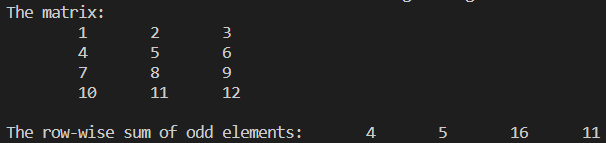 The matrix:
1 2 3
4 5 6
7 8 9
10 11 12
The row-wise sum of odd elements: 4 5 16 11